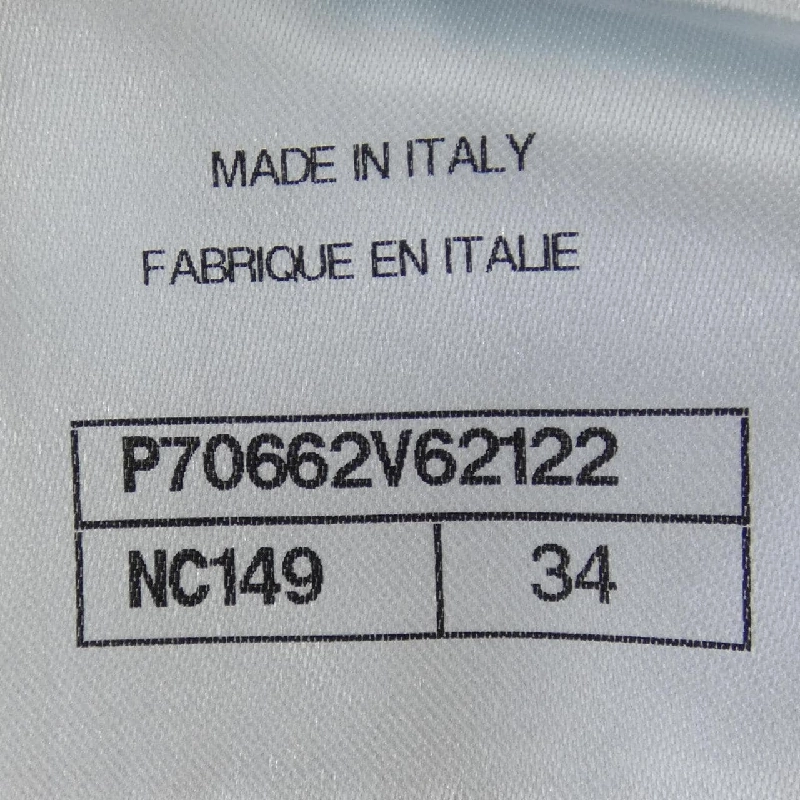 MADE IN ITALY
FABRIQUE EN ITALIE
P70662V62122
NC149 34